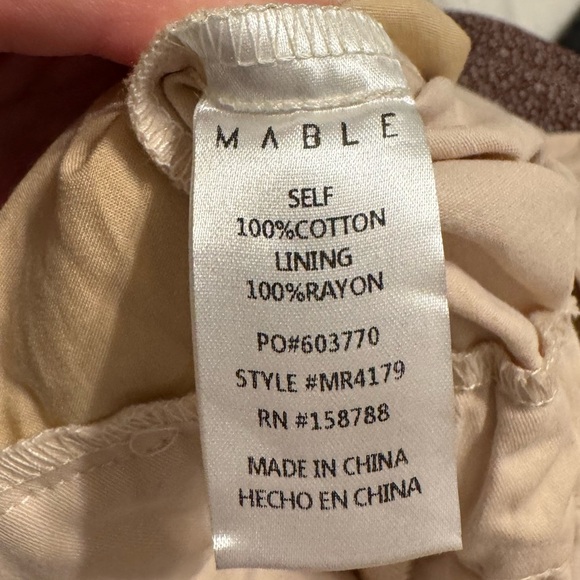 MABLE
SELF
100%COTTON
LINING
100%RAYON
PO#603770
STYLE #MR4179
RN #158788
MADE IN CHINA
HECHO EN CHINA